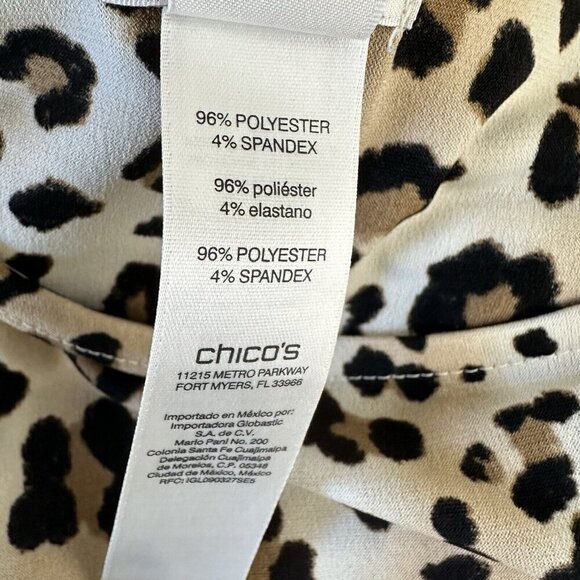 96% POLYESTER
4% SPANDEX
96% poliéster
4% elastano
96% POLYESTER
4% SPANDEX
chico's
11215 METRO PARKWAY
FORT MYERS, FL 33966
Importado en México por:
Importadora Globastic
S.A. de C.V.
Mario Pani No. 200
Colonia Santa Fe Cuajimalpa
Delegación Cuajimalpa
de Morelos, C.P. 05348
Ciudad de México, México
RFC: IGL090327SE5